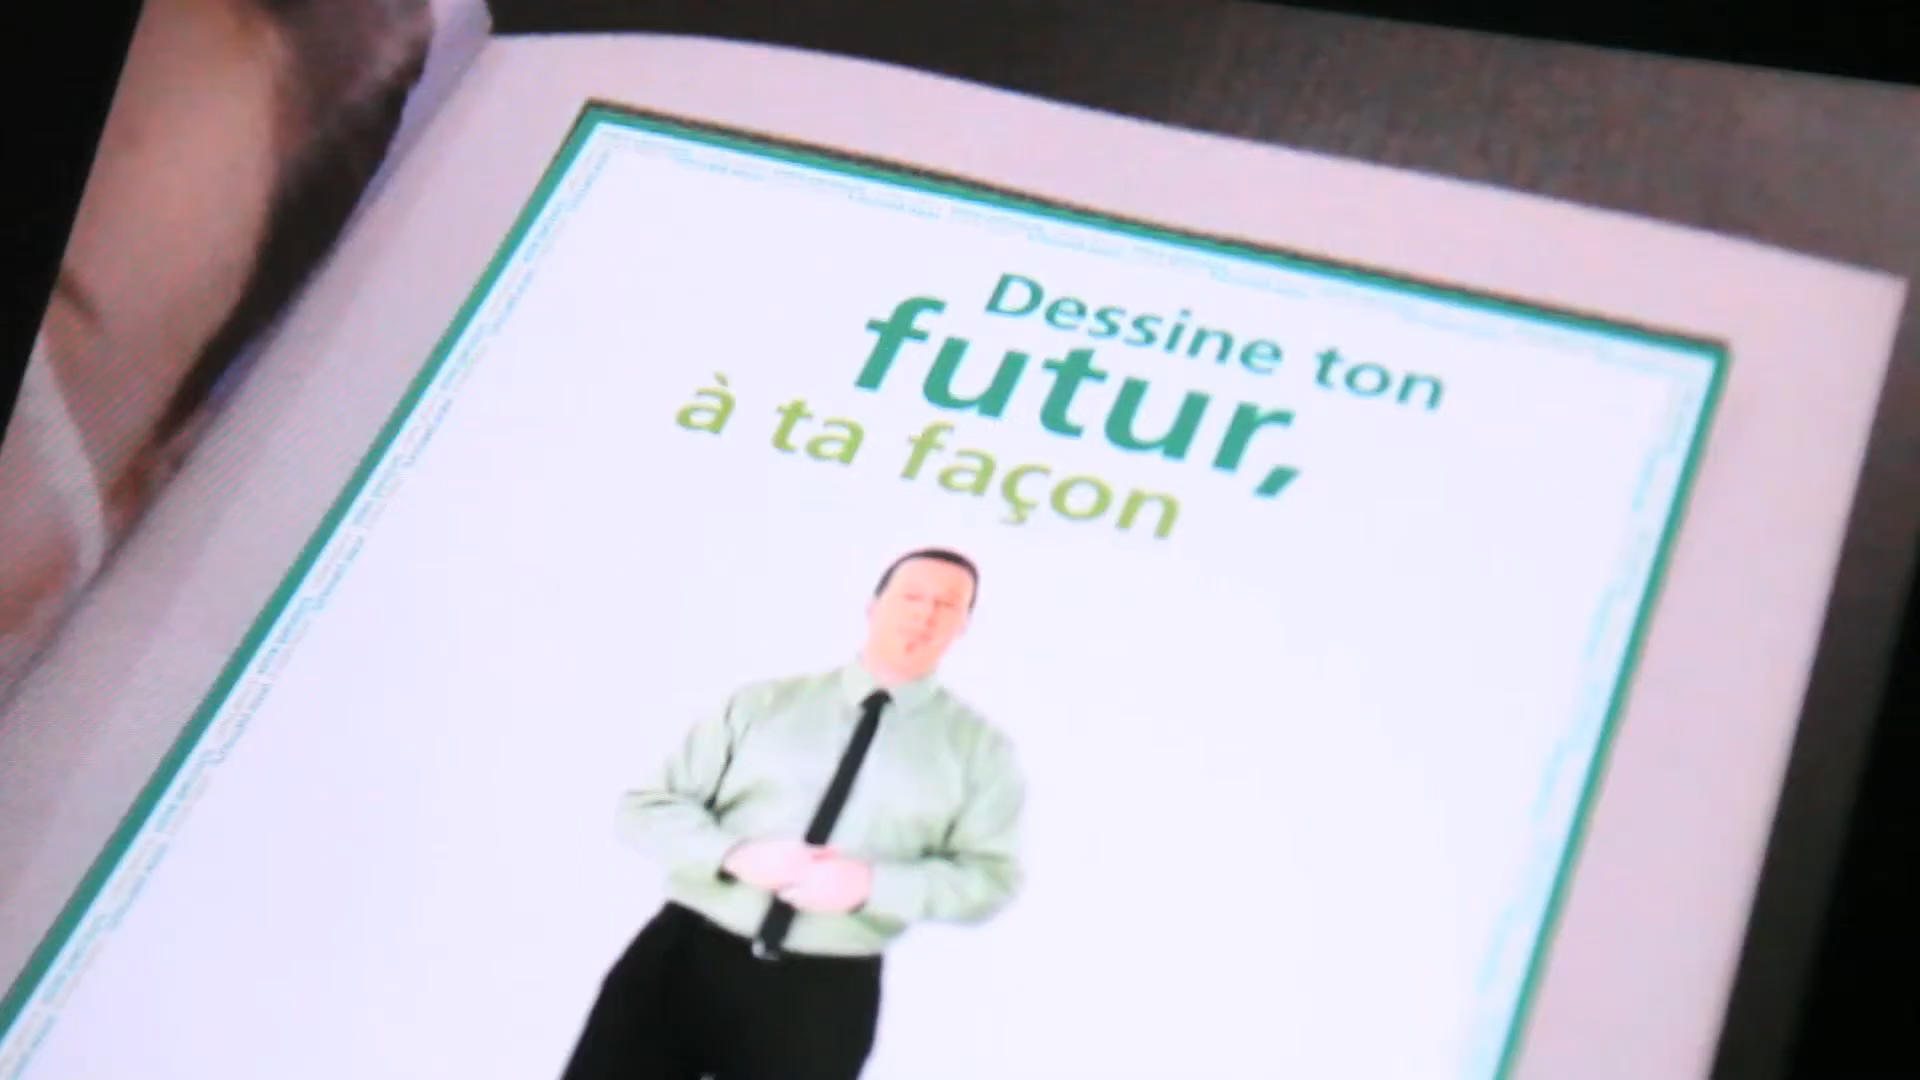 Dessine ton
futur,
à ta façon